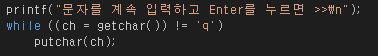 printf("문자를 계속 입력하고 Enter를 누르면 >>\n");
while ((ch = getchar()) != 'q')
putchar(ch);